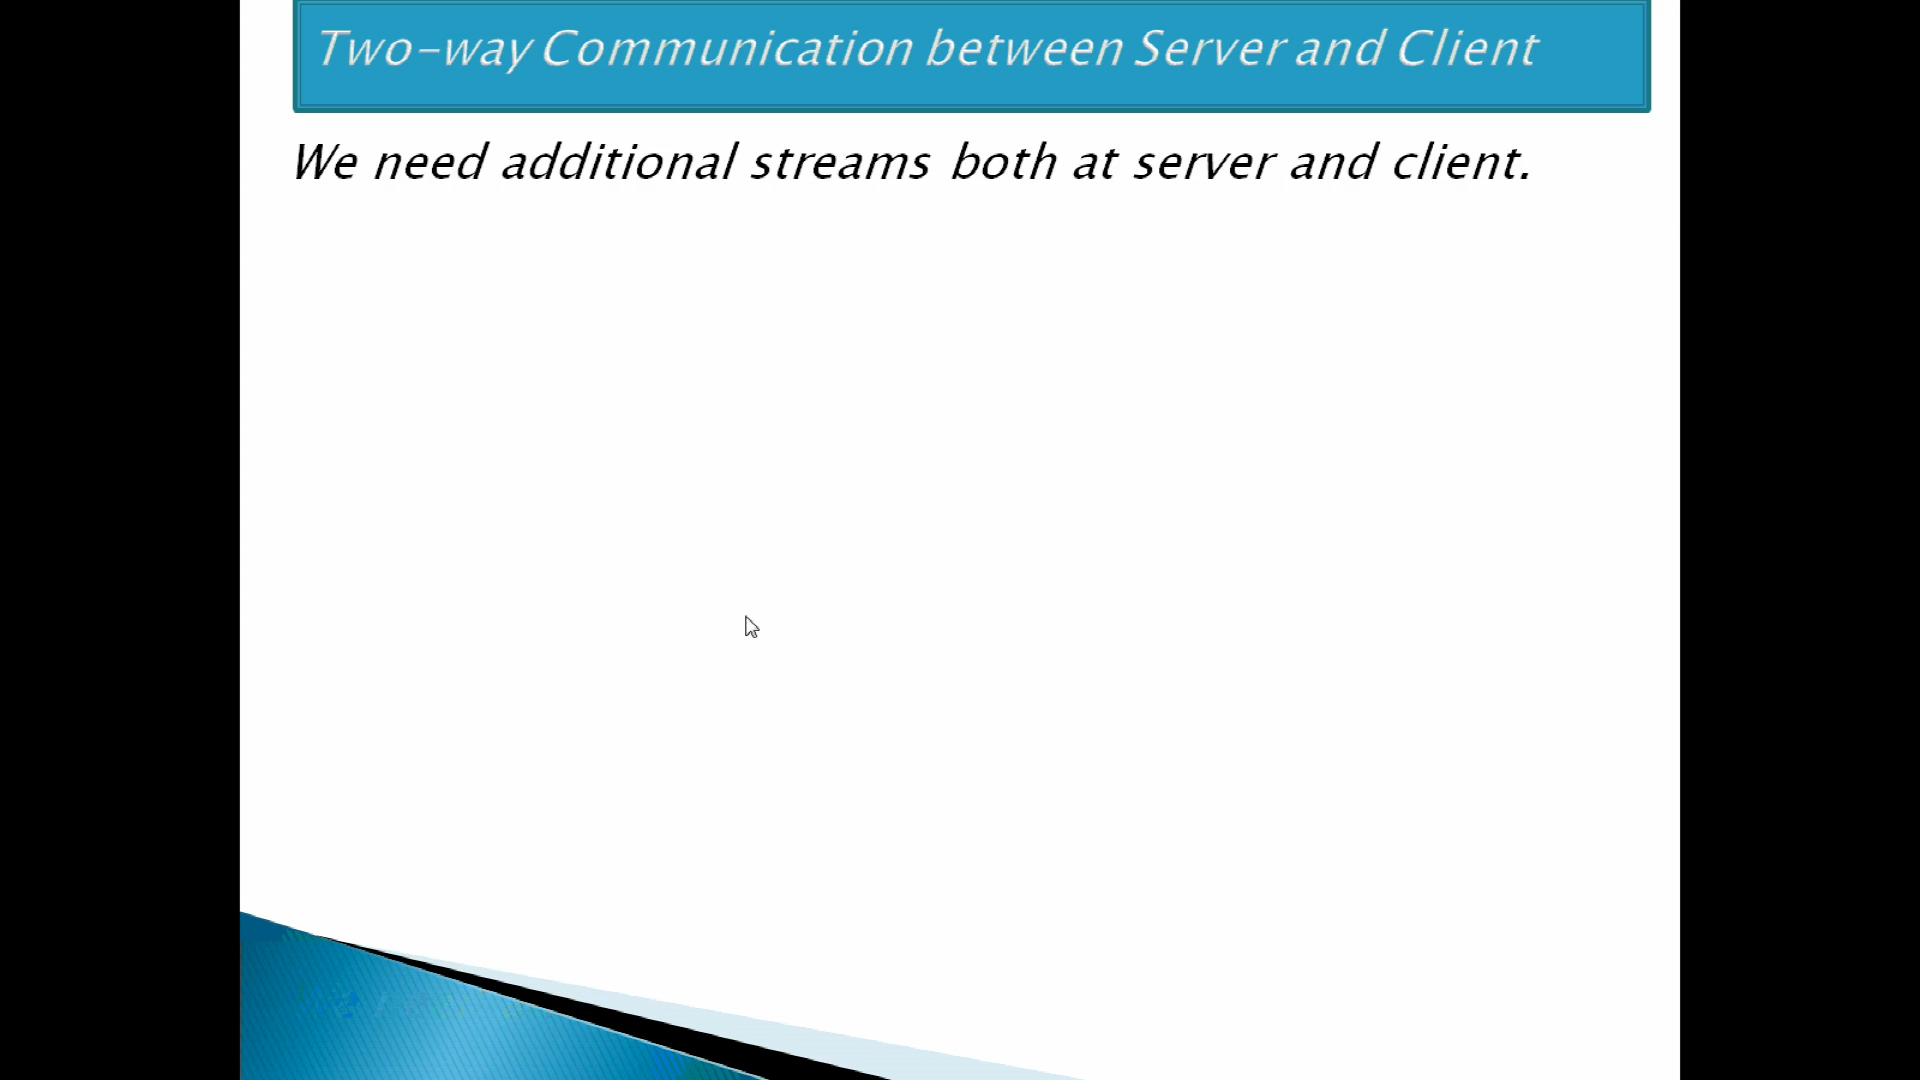 Two-way Communication between Server and Client
We need additional streams both at server and client.